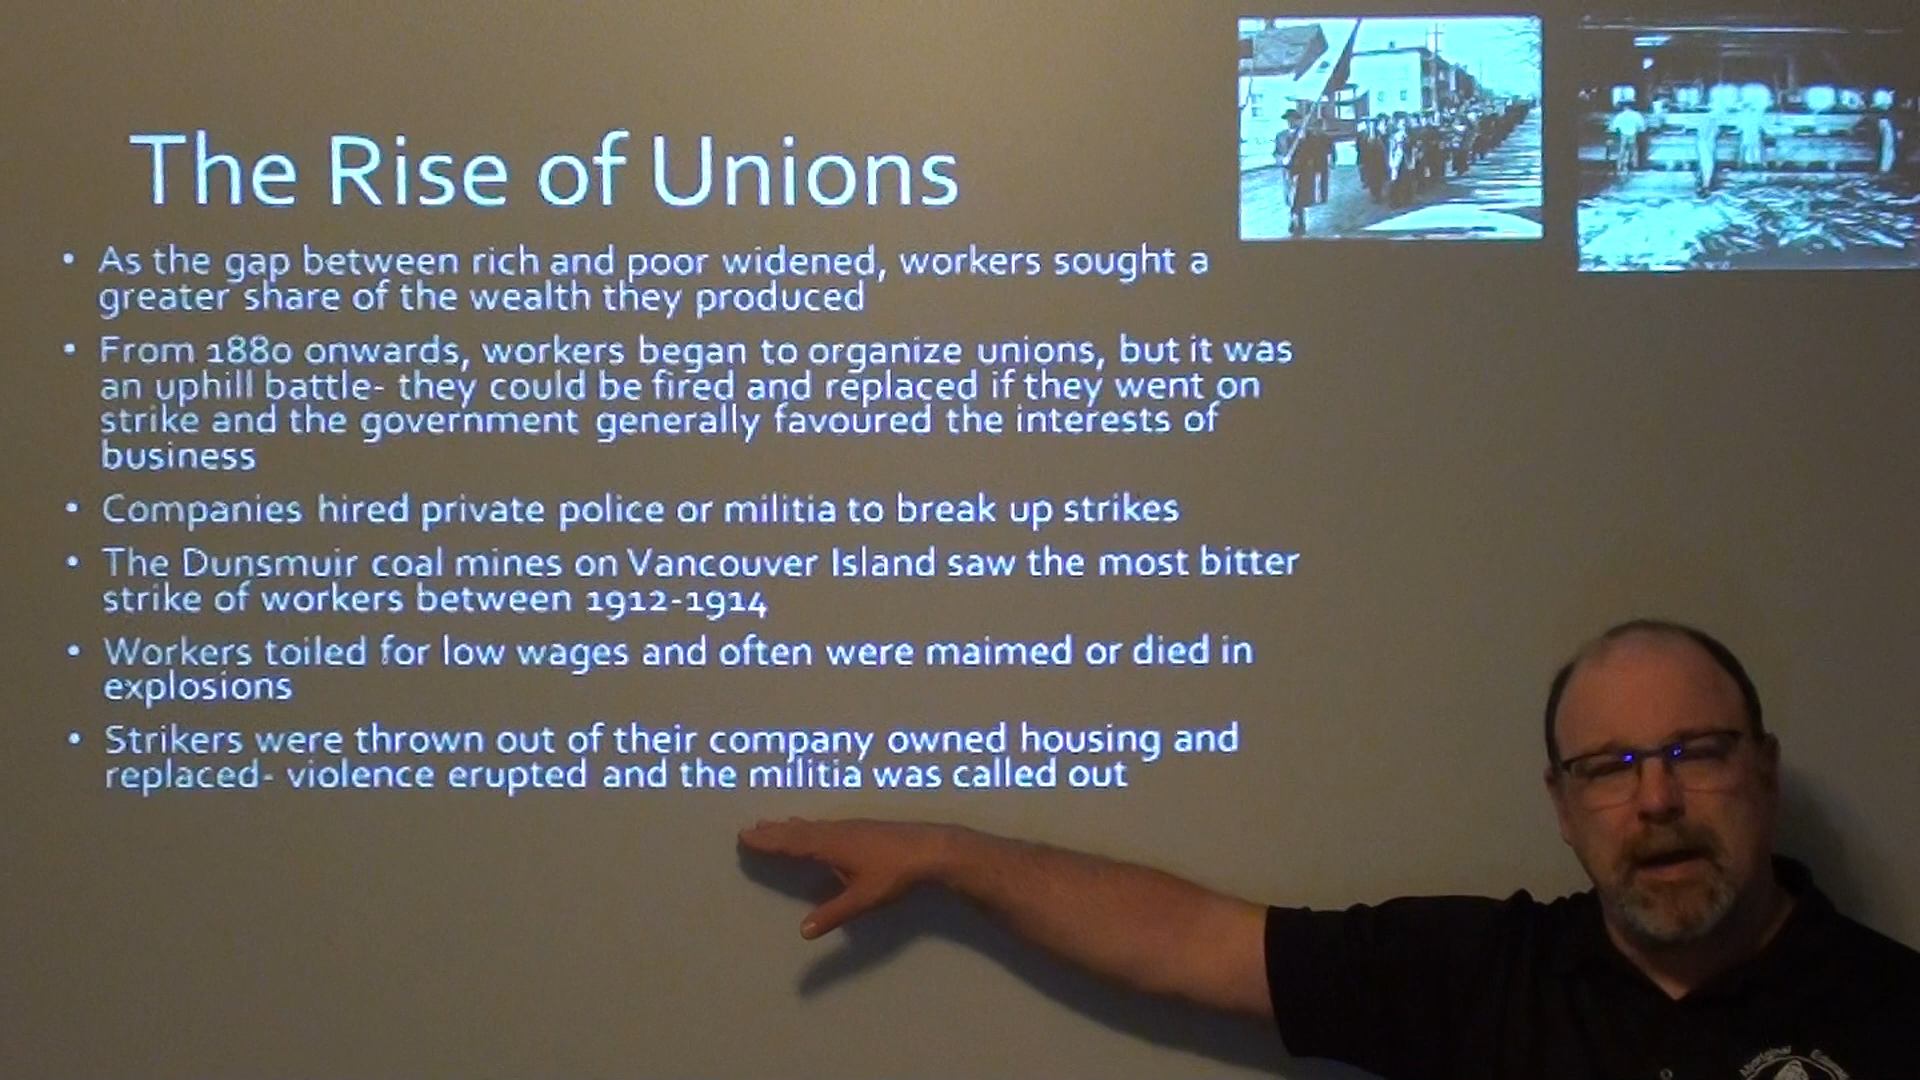 The Rise of Unions
• As the gap between rich and poor widened, workers sought a
greater share of the wealth they produced
• From 1880 onwards, workers began to organize unions, but it was
an uphill battle- they could be fired and replaced if they went on
strike and the government generally favoured the interests of
business
• Companies hired private police or militia to break up strikes
• The Dunsmuir coal mines on Vancouver Island saw the most bitter
strike of workers between 1912-1914
• Workers toiled for low wages and often were maimed or died in
explosions
• Strikers were thrown out of their company owned housing and
replaced- violence erupted and the militia was called out
Aboriginal